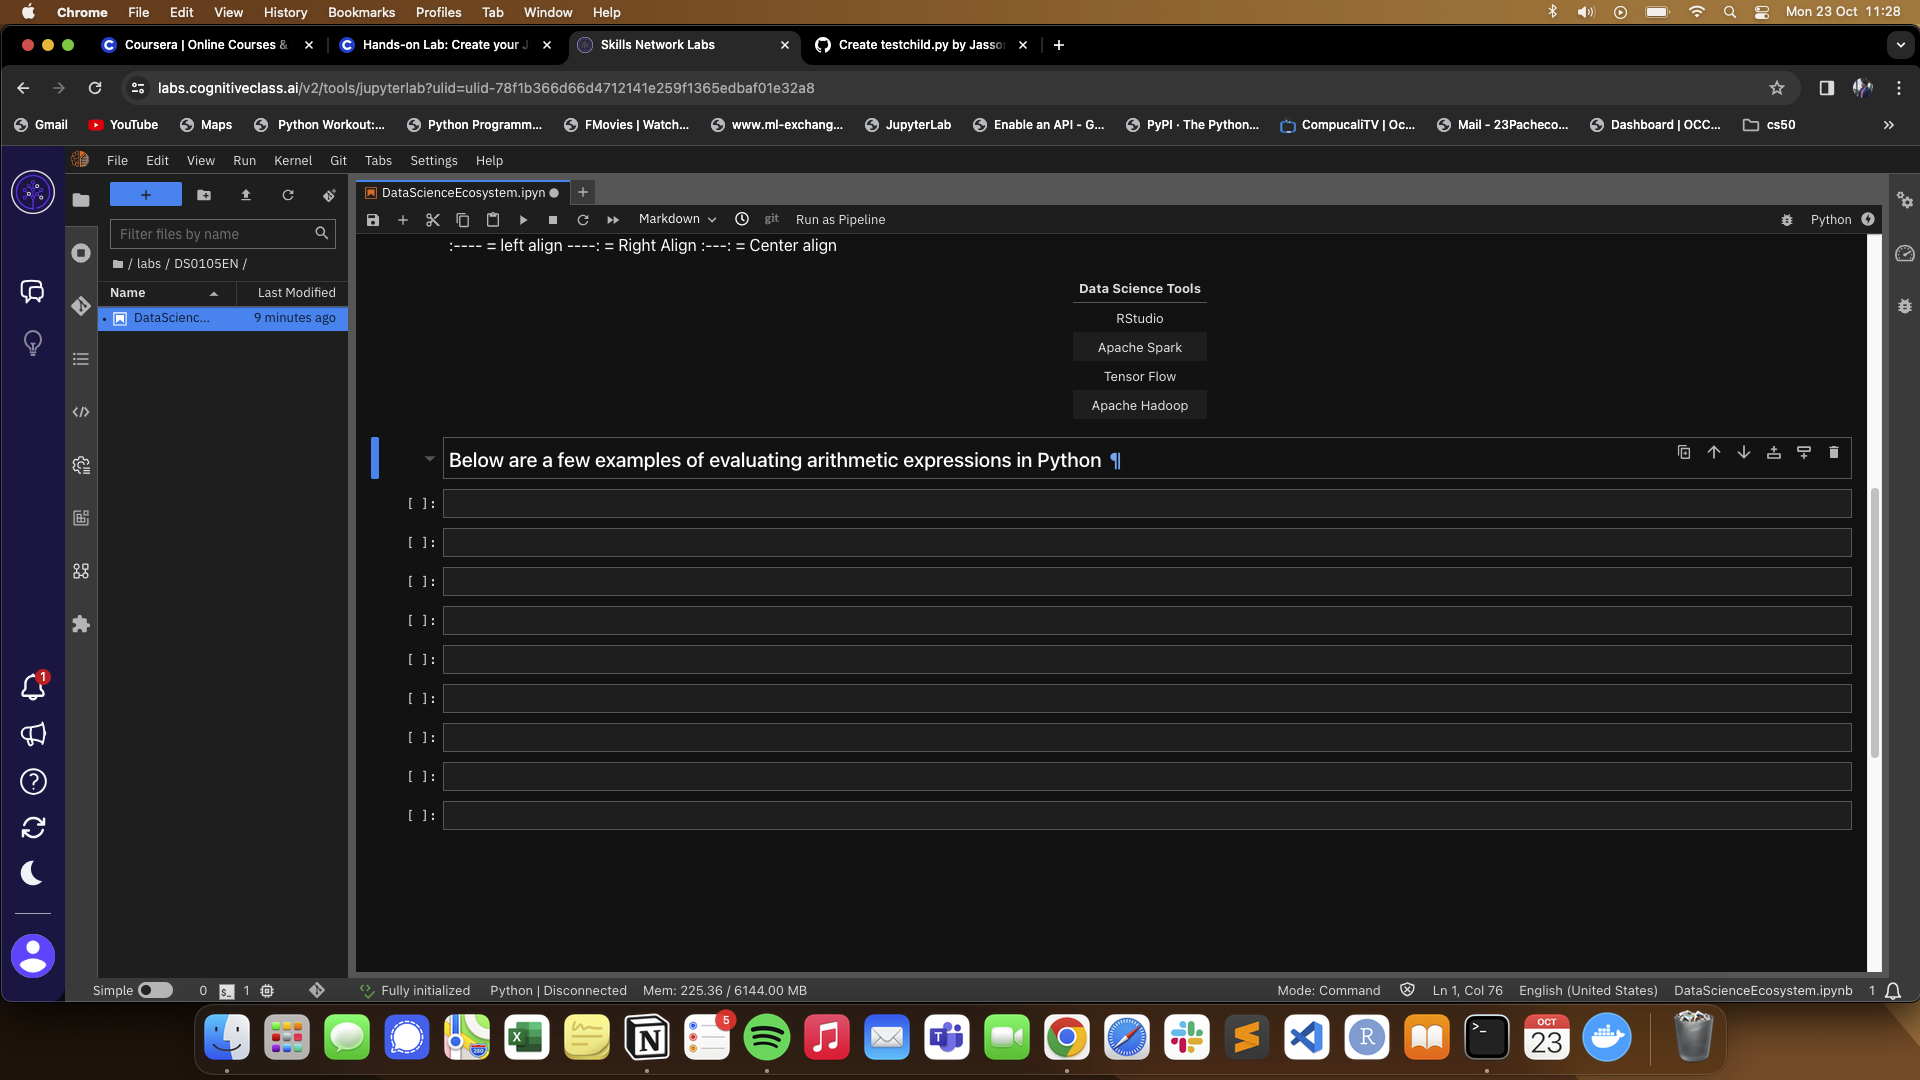 Chrome File Edit View History Bookmarks Profiles Tab Window Help Mon 23 Oct 11:28
Coursera | Online Courses & Hands-on Lab: Create your J Skills Network Labs Create testchild.py by Jasso
labs.cognitiveclass.ai/v2/tools/jupyterlab?ulid=ulid-78f1b366d66d4712141e259f1365edbaf01e32a8
Gmail YouTube Maps Python Workout:... Python Programm... FMovies | Watch... www.ml-exchang... JupyterLab Enable an API - G... PyPI · The Python... CompucaliTV | Oc... Mail - 23Pacheco... Dashboard | OCC... cs50 »
File Edit View Run Kernel Git Tabs Settings Help
+ DataScienceEcosystem.ipyn +
Markdown git Run as Pipeline Python
Filter files by name
/ labs / DS0105EN /
Name Last Modified
DataScienc... 9 minutes ago
:---- = left align ----: = Right Align :---: = Center align
Data Science Tools
RStudio
Apache Spark
Tensor Flow
Apache Hadoop
Below are a few examples of evaluating arithmetic expressions in Python ¶
[ ]:
[ ]:
[ ]:
[ ]:
[ ]:
[ ]:
[ ]:
[ ]:
[ ]:
1
Simple 0 $_ 1 Fully initialized Python | Disconnected Mem: 225.36 / 6144.00 MB Mode: Command Ln 1, Col 76 English (United States) DataScienceEcosystem.ipynb 1
5
OCT
23